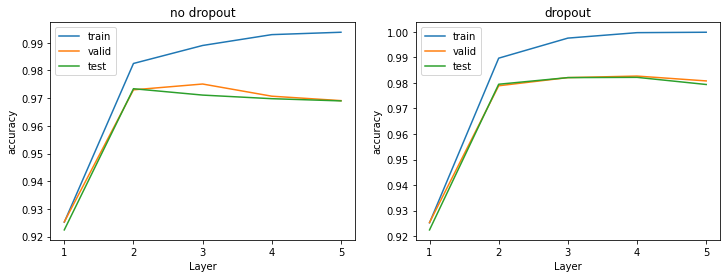 no dropout
accuracy
0.99
0.98
0.97
0.96
0.95
0.94
0.93
0.92
train
valid
test
1 2 3 4 5
Layer
dropout
accuracy
1.00
0.99
0.98
0.97
0.96
0.95
0.94
0.93
0.92
train
valid
test
1 2 3 4 5
Layer